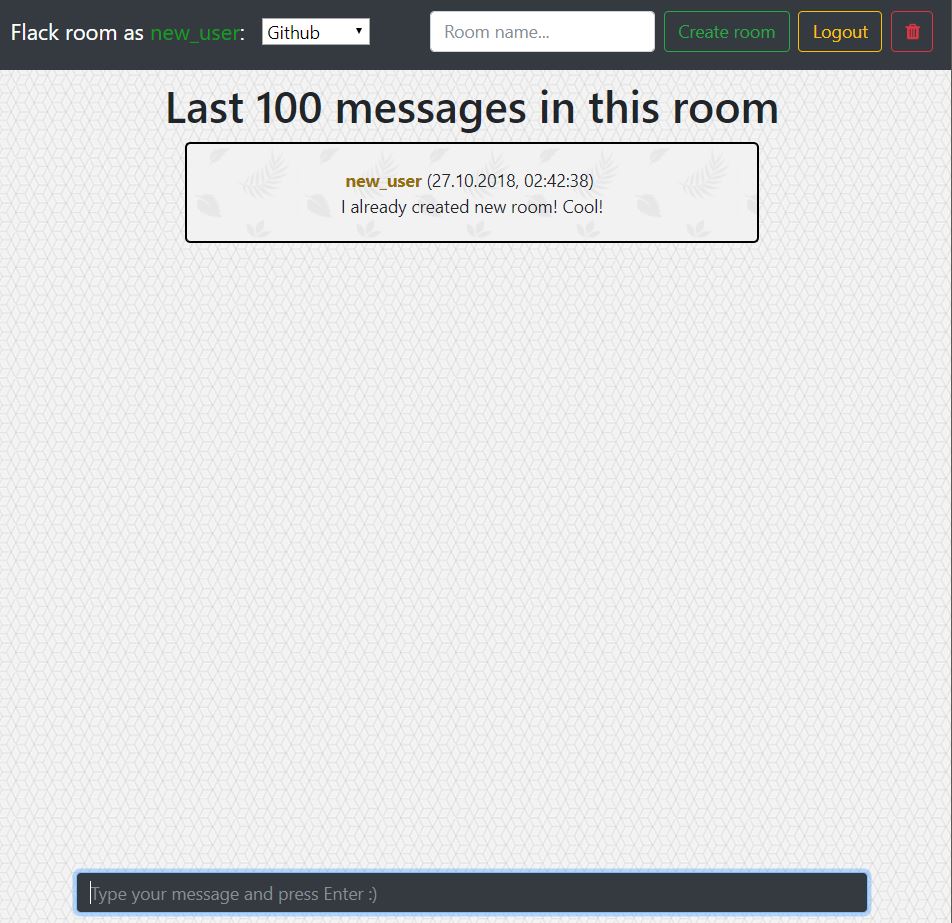 Flack room as new_user: Github Room name... Create room Logout
Last 100 messages in this room
new_user (27.10.2018, 02:42:38)
I already created new room! Cool!
Type your message and press Enter :)